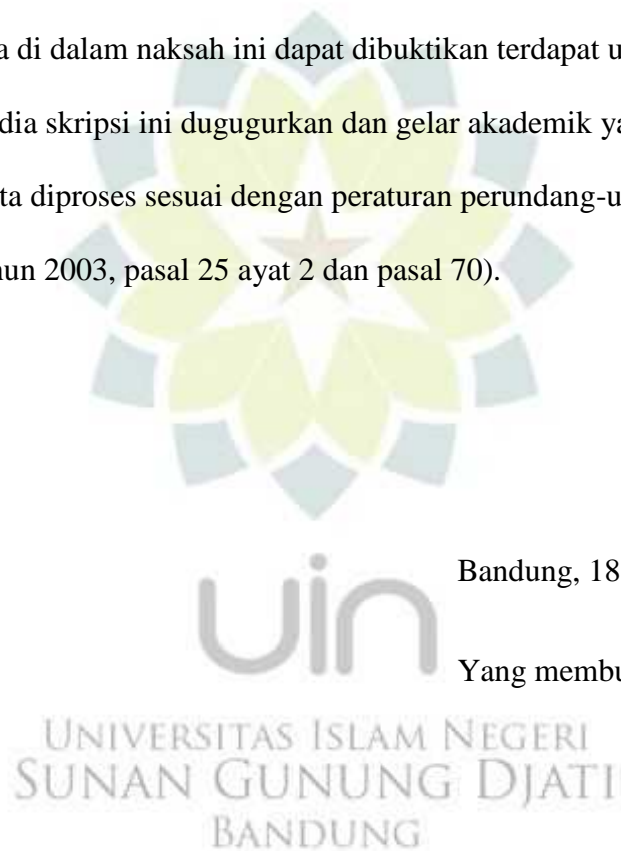 a di dalam naksah ini dapat dibuktikan terdapat u
dia skripsi ini dugugurkan dan gelar akademik ya
ta diproses sesuai dengan peraturan perundang-u
un 2003, pasal 25 ayat 2 dan pasal 70).
Bandung, 18
uin
Yang membu
UNIVERSITAS ISLAM NEGERI
SUNAN GUNUNG DJATI
BANDUNG